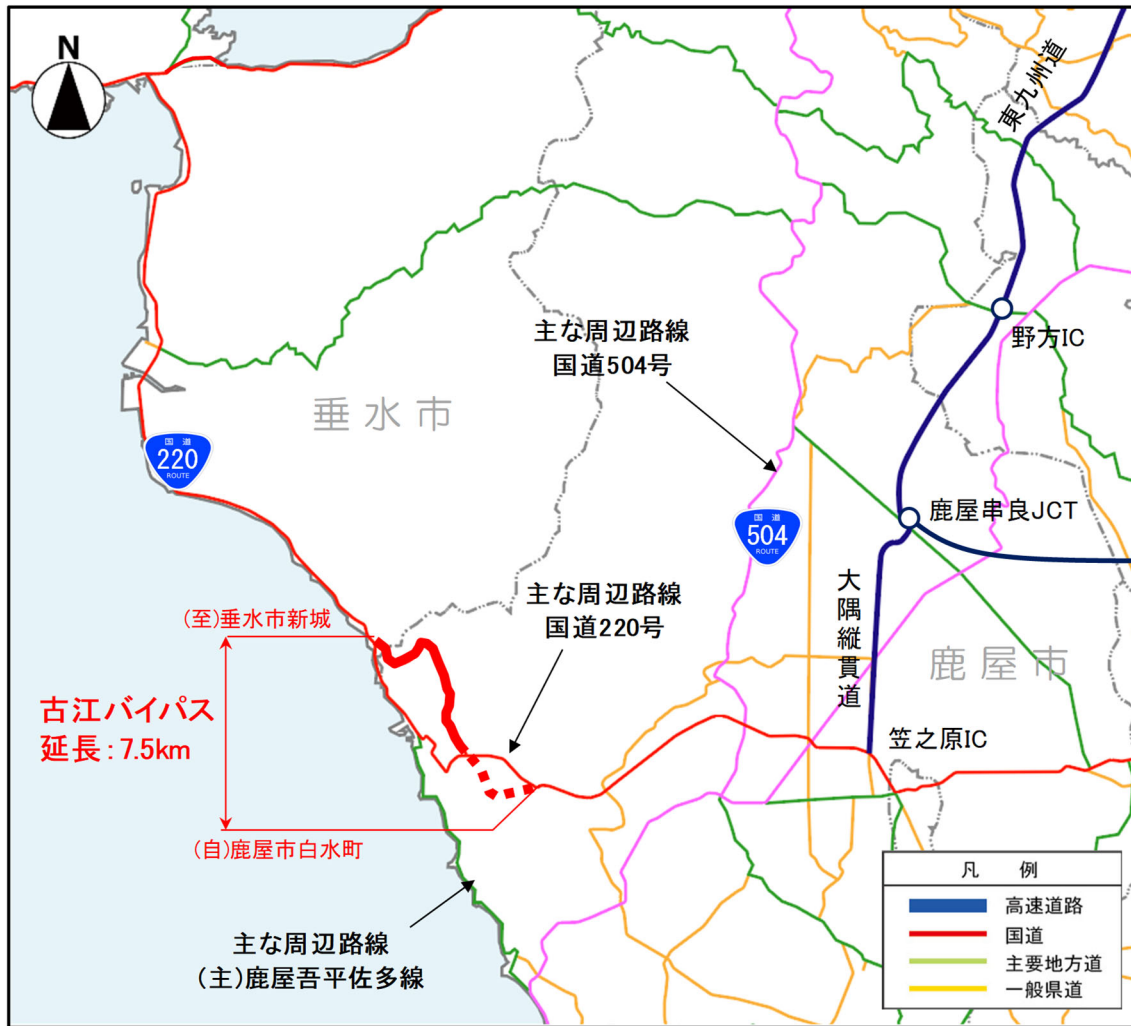 N
東九州道
野方IC
主な周辺路線
国道504号
垂水市
国道
220
ROUTE
鹿屋串良JCT
国道
504
ROUTE
大隅縦貫道
主な周辺路線
国道220号
(至)垂水市新城
鹿屋市
古江バイパス
延長:7.5km
笠之原IC
(自)鹿屋市白水町
主な周辺路線
(主)鹿屋吾平佐多線
凡 例
高速道路
国道
主要地方道
一般県道